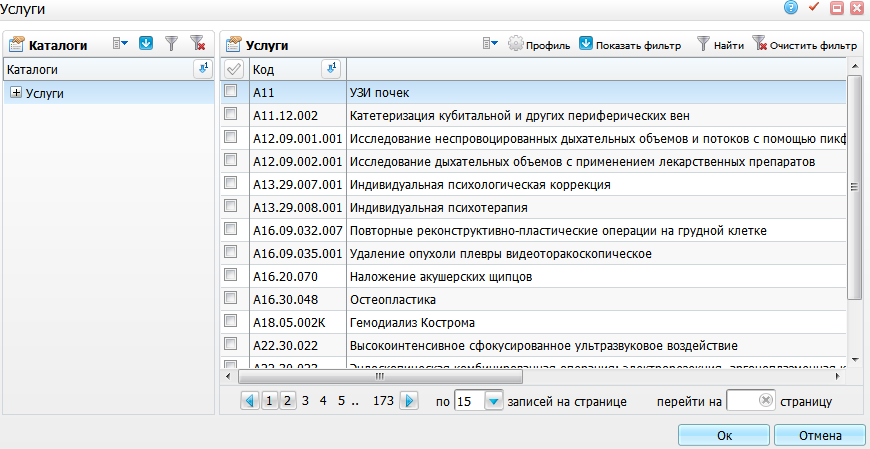 Услуги
Каталоги
Услуги Профиль Показать фильтр Найти Очистить фильтр
Каталоги
Код
Услуги
A11 УЗИ почек
A11.12.002 Катетеризация кубитальной и других периферических вен
A12.09.001.001 Исследование неспровоцированных дыхательных объемов и потоков с помощью пикф
A12.09.002.001 Исследование дыхательных объемов с применением лекарственных препаратов
A13.29.007.001 Индивидуальная психологическая коррекция
A13.29.008.001 Индивидуальная психотерапия
A16.09.032.007 Повторные реконструктивно-пластические операции на грудной клетке
A16.09.035.001 Удаление опухоли плевры видеоторакоскопическое
A16.20.070 Наложение акушерских щипцов
A16.30.048 Остеопластика
A18.05.002К Гемодиализ Кострома
A22.30.022 Высокоинтенсивное сфокусированное ультразвуковое воздействие
1 2 3 4 5 .. 173 по 15 записей на странице перейти на страницу
Ок Отмена